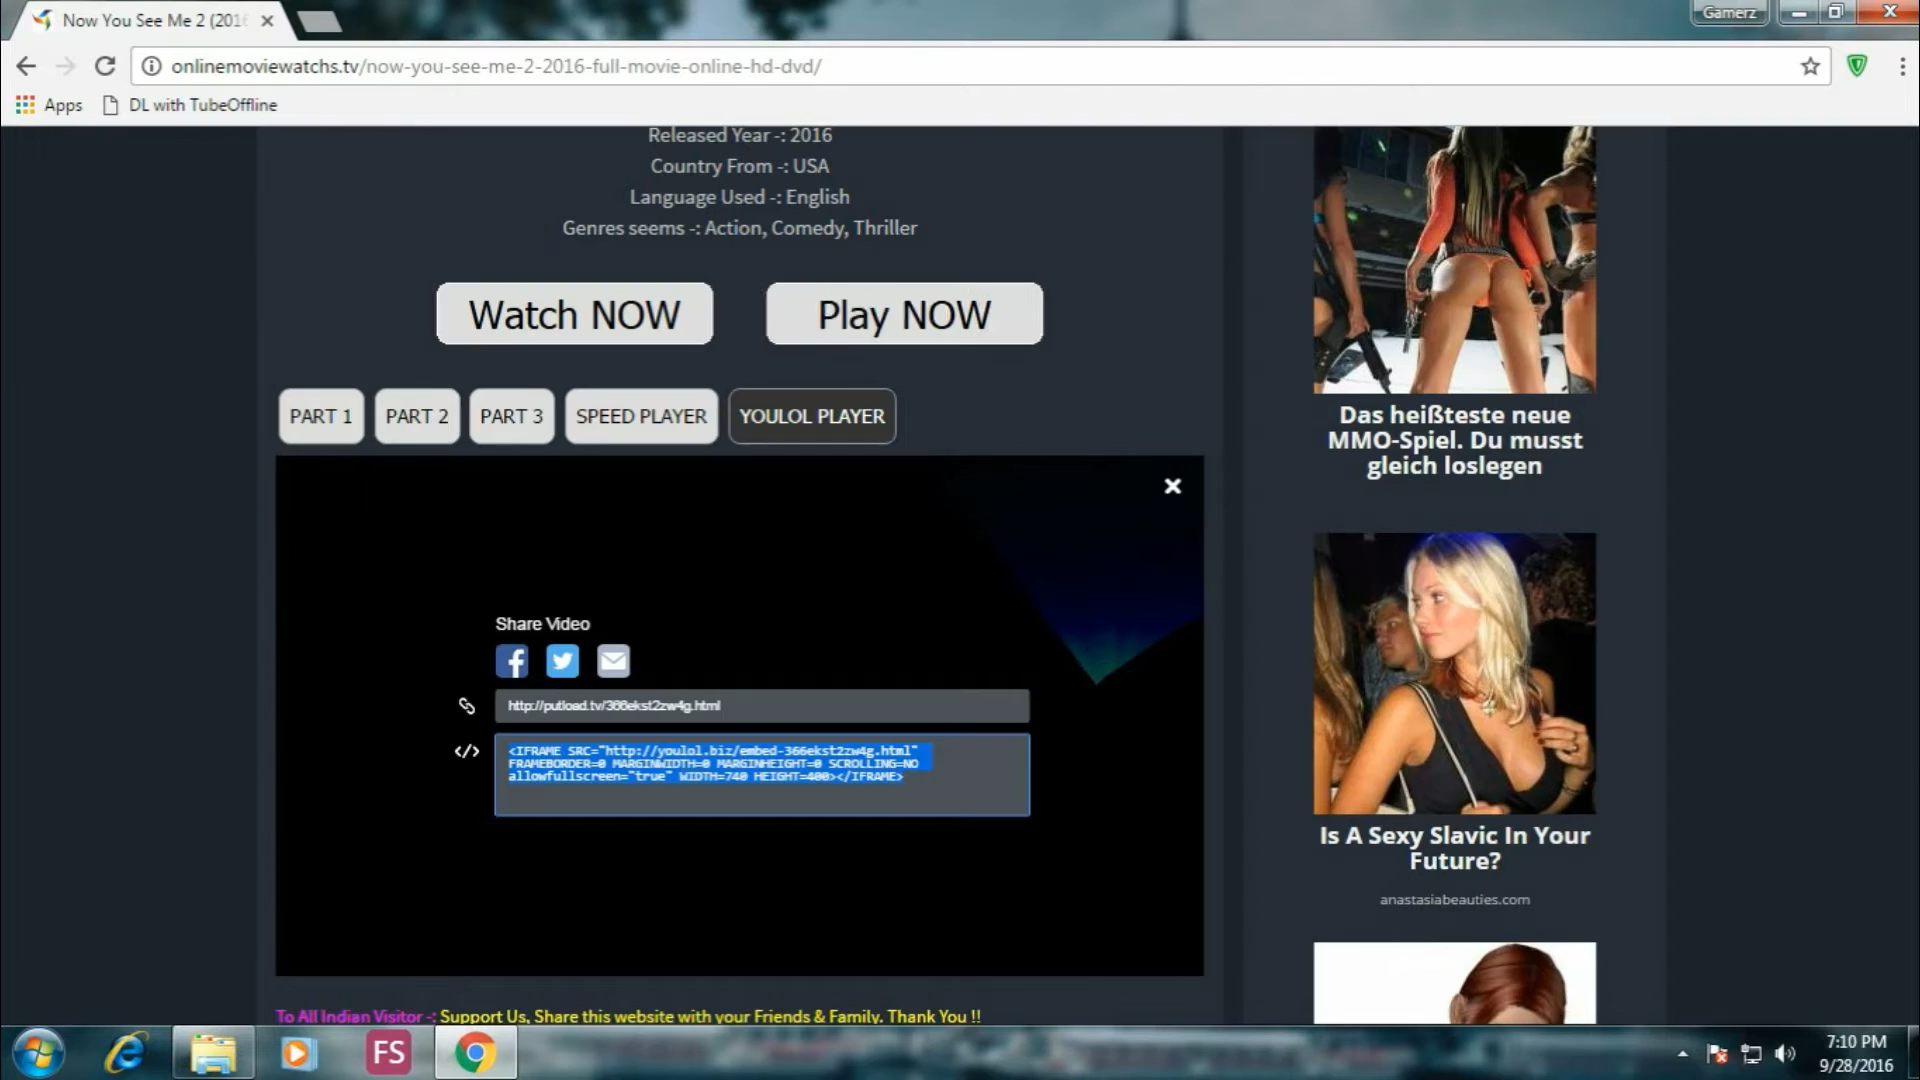 Now You See Me 2 (2016
Gamerz
onlinemoviewatchs.tv/now-you-see-me-2-2016-full-movie-online-hd-dvd/
Apps
DL with TubeOffline
Released Year -: 2016
Country From -: USA
Language Used -: English
Genres seems -: Action, Comedy, Thriller
Watch NOW
Play NOW
PART 1
PART 2
PART 3
SPEED PLAYER
YOULOL PLAYER
Share Video
http://putload.tv/366ekst2zw4g.html
</>
<IFRAME SRC="http://youlol.biz/embed-366ekst2zw4g.html"
FRAMEBORDER=0 MARGINWIDTH=0 MARGINHEIGHT=0 SCROLLING=NO
allowfullscreen="true" WIDTH=740 HEIGHT=400></IFRAME>
To All Indian Visitor -: Support Us, Share this website with your Friends & Family. Thank You !!
Das heißteste neue
MMO-Spiel. Du musst
gleich loslegen
Is A Sexy Slavic In Your
Future?
anastasiabeauties.com
FS
7:10 PM
9/28/2016